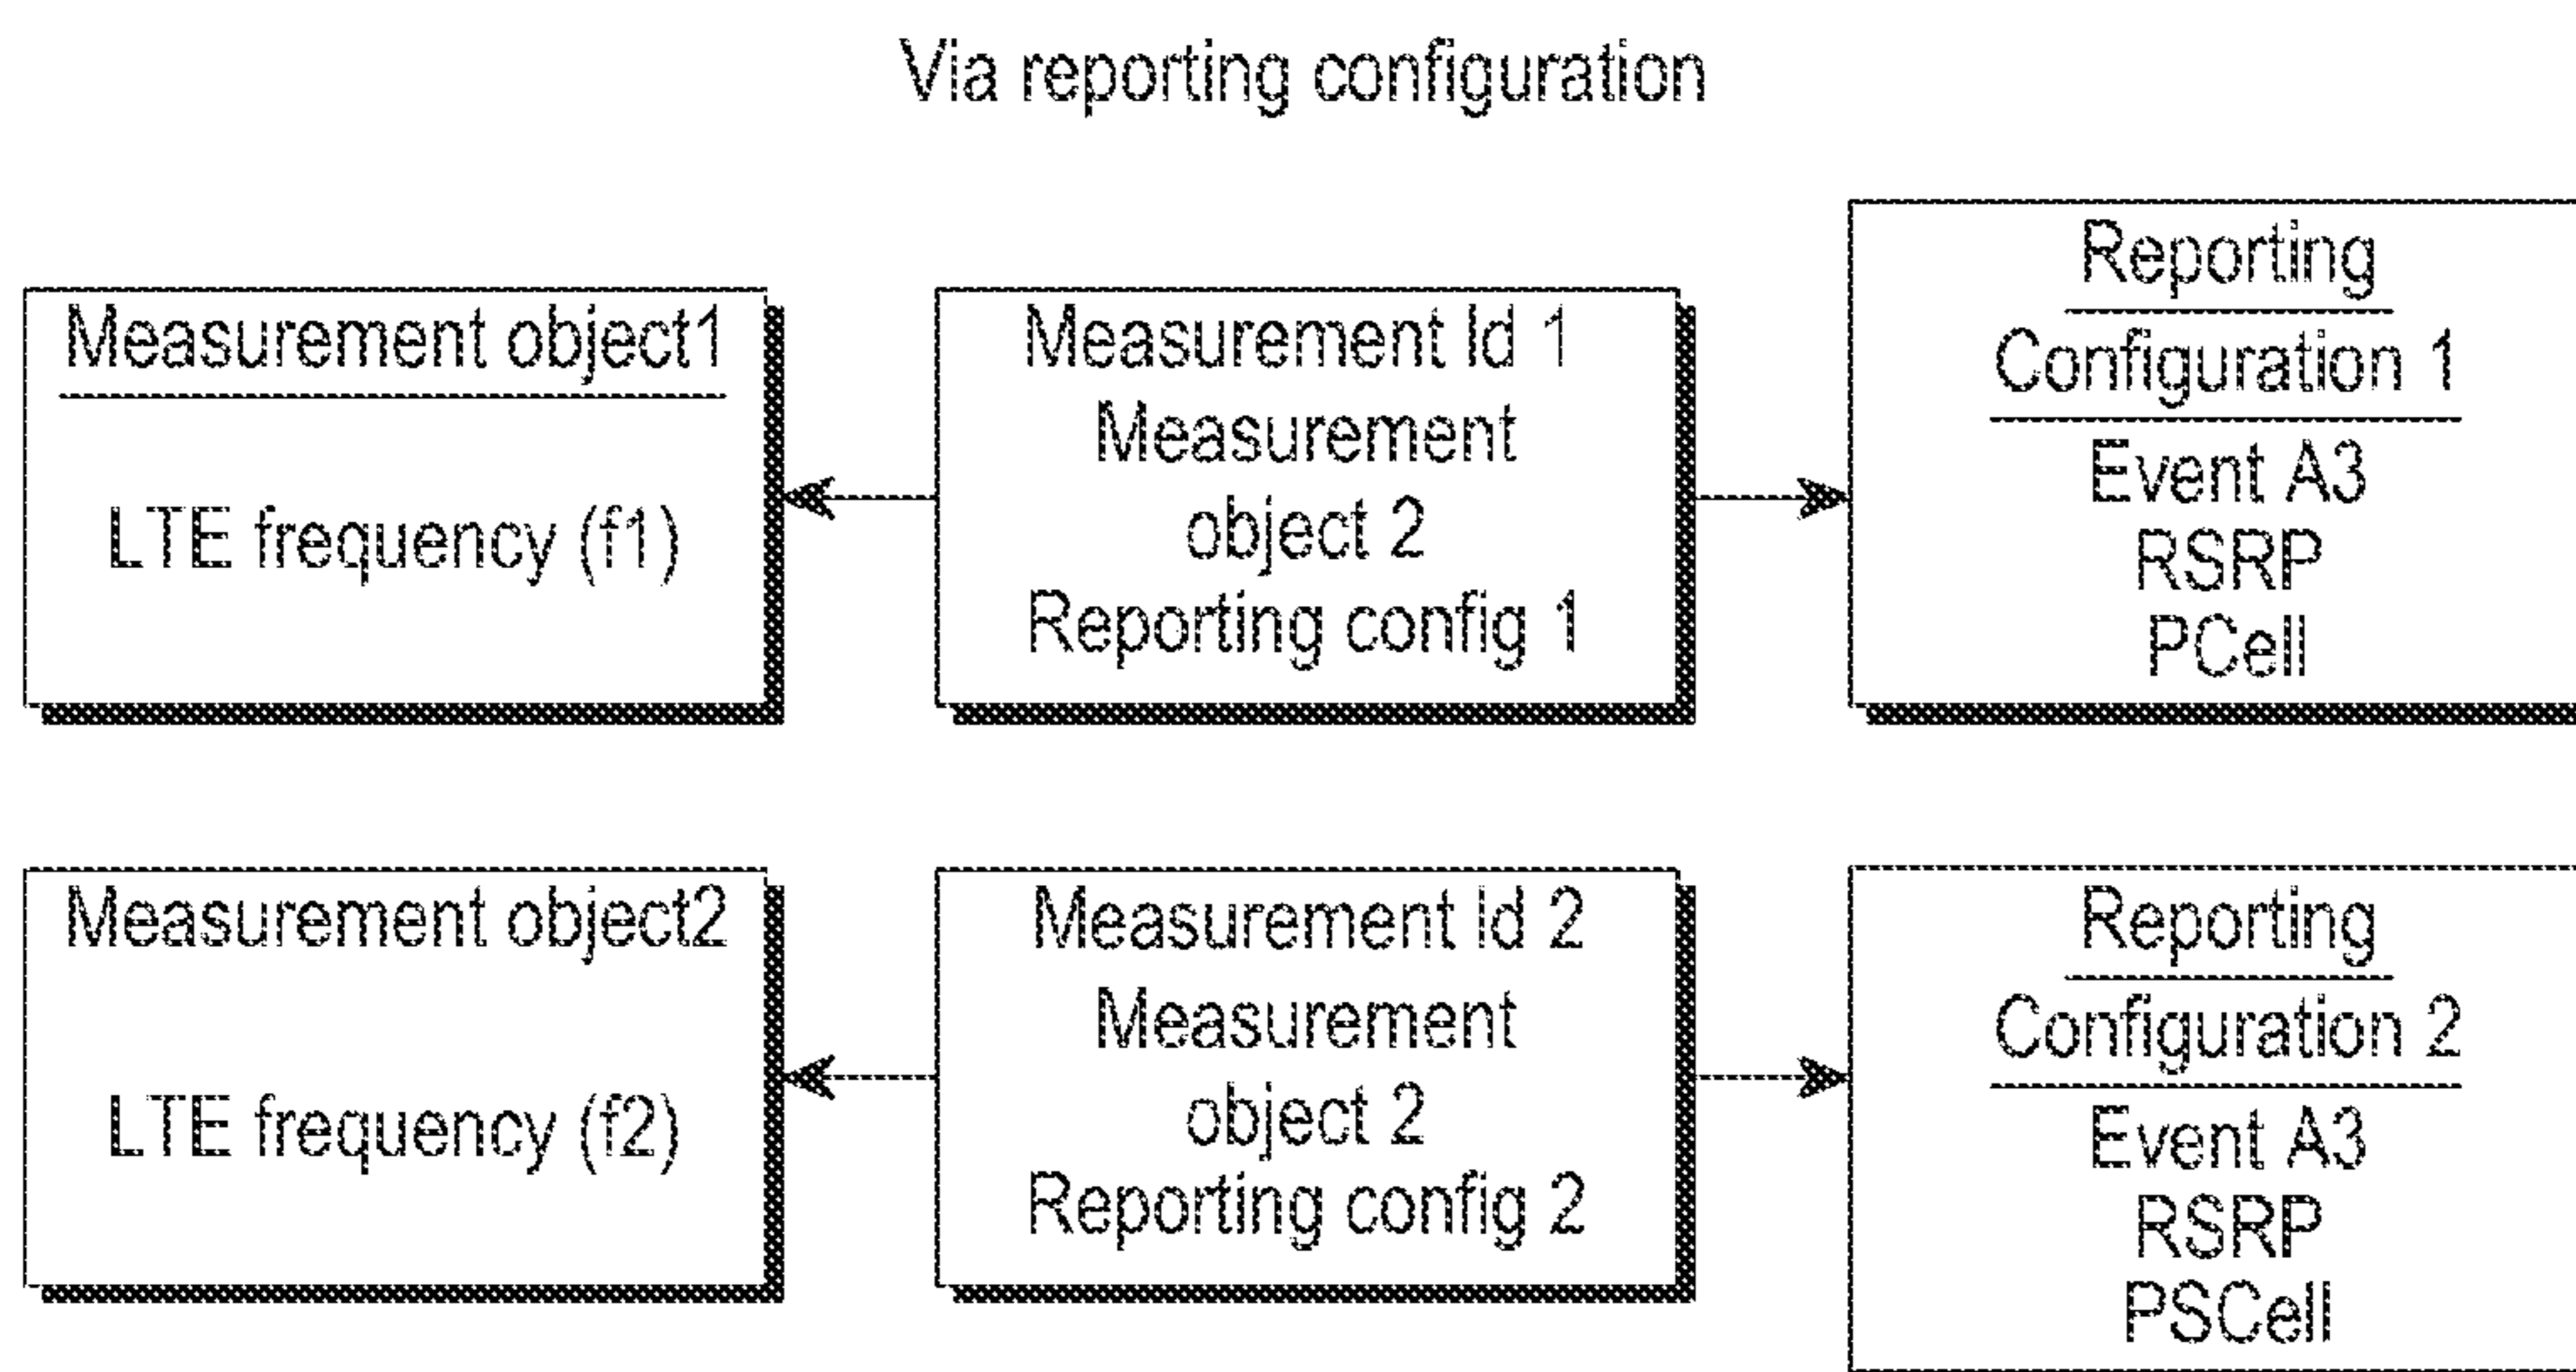 Via reporting configuration
Measurement object1
LTE frequency (f1)
Measurement Id 1
Measurement
object 2
Reporting config 1
Reporting
Configuration 1
Event A3
RSRP
PCell
Measurement object2
LTE frequency (f2)
Measurement Id 2
Measurement
object 2
Reporting config 2
Reporting
Configuration 2
Event A3
RSRP
PSCell